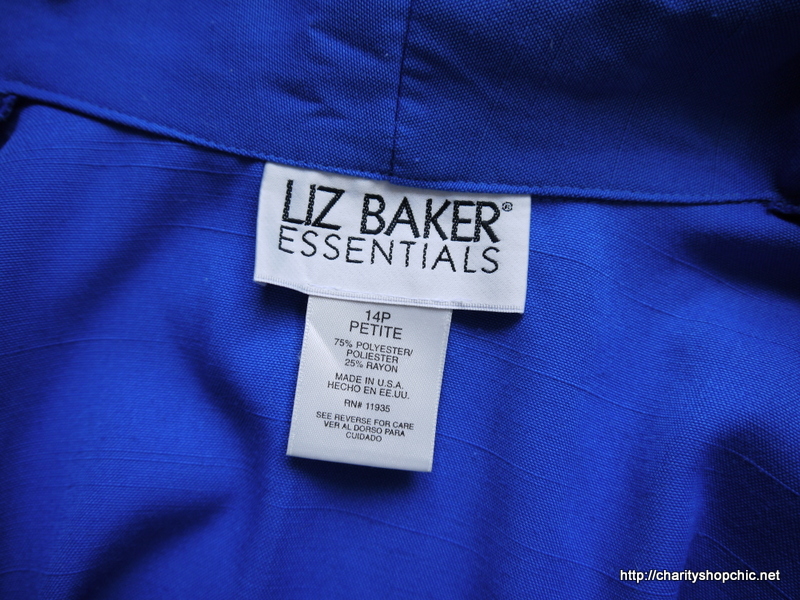 LIZ BAKER®
ESSENTIALS
14P
PETITE
75% POLYESTER/
POLIESTER
25% RAYON
MADE IN U.S.A.
HECHO EN EE.UU.
RN# 11935
SEE REVERSE FOR CARE
VER AL DORSO PARA
CUIDADO
http://charityshopchic.net